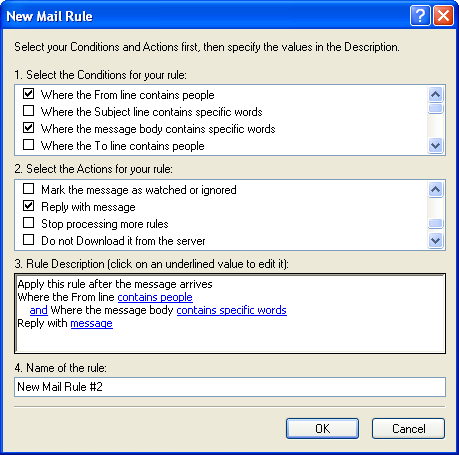 New Mail Rule
Select your Conditions and Actions first, then specify the values in the Description.
1. Select the Conditions for your rule:
Where the From line contains people
Where the Subject line contains specific words
Where the message body contains specific words
Where the To line contains people
2. Select the Actions for your rule:
Mark the message as watched or ignored
Reply with message
Stop processing more rules
Do not Download it from the server
3. Rule Description (click on an underlined value to edit it):
Apply this rule after the message arrives
Where the From line contains people
and Where the message body contains specific words
Reply with message
4. Name of the rule:
New Mail Rule #2
OK Cancel